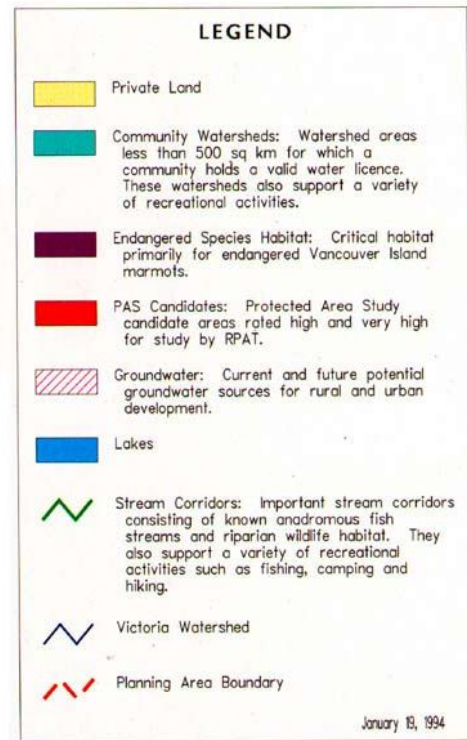 LEGEND
Private Land
Community Watersheds: Watershed areas
less than 500 sq km for which a
community holds a valid water licence.
These watersheds also support a variety
of recreational activities.
Endangered Species Habitat: Critical habitat
primarily for endangered Vancouver Island
marmots.
PAS Candidates: Protected Area Study
candidate areas rated high and very high
for study by RPAT.
Groundwater: Current and future potential
groundwater sources for rural and urban
development.
Lakes
Stream Corridors: Important stream corridors
consisting of known anadromous fish
streams and riparian wildlife habitat. They
also support a variety of recreational
activities such as fishing, camping and
hiking.
Victoria Watershed
Planning Area Boundary
January 19, 1994